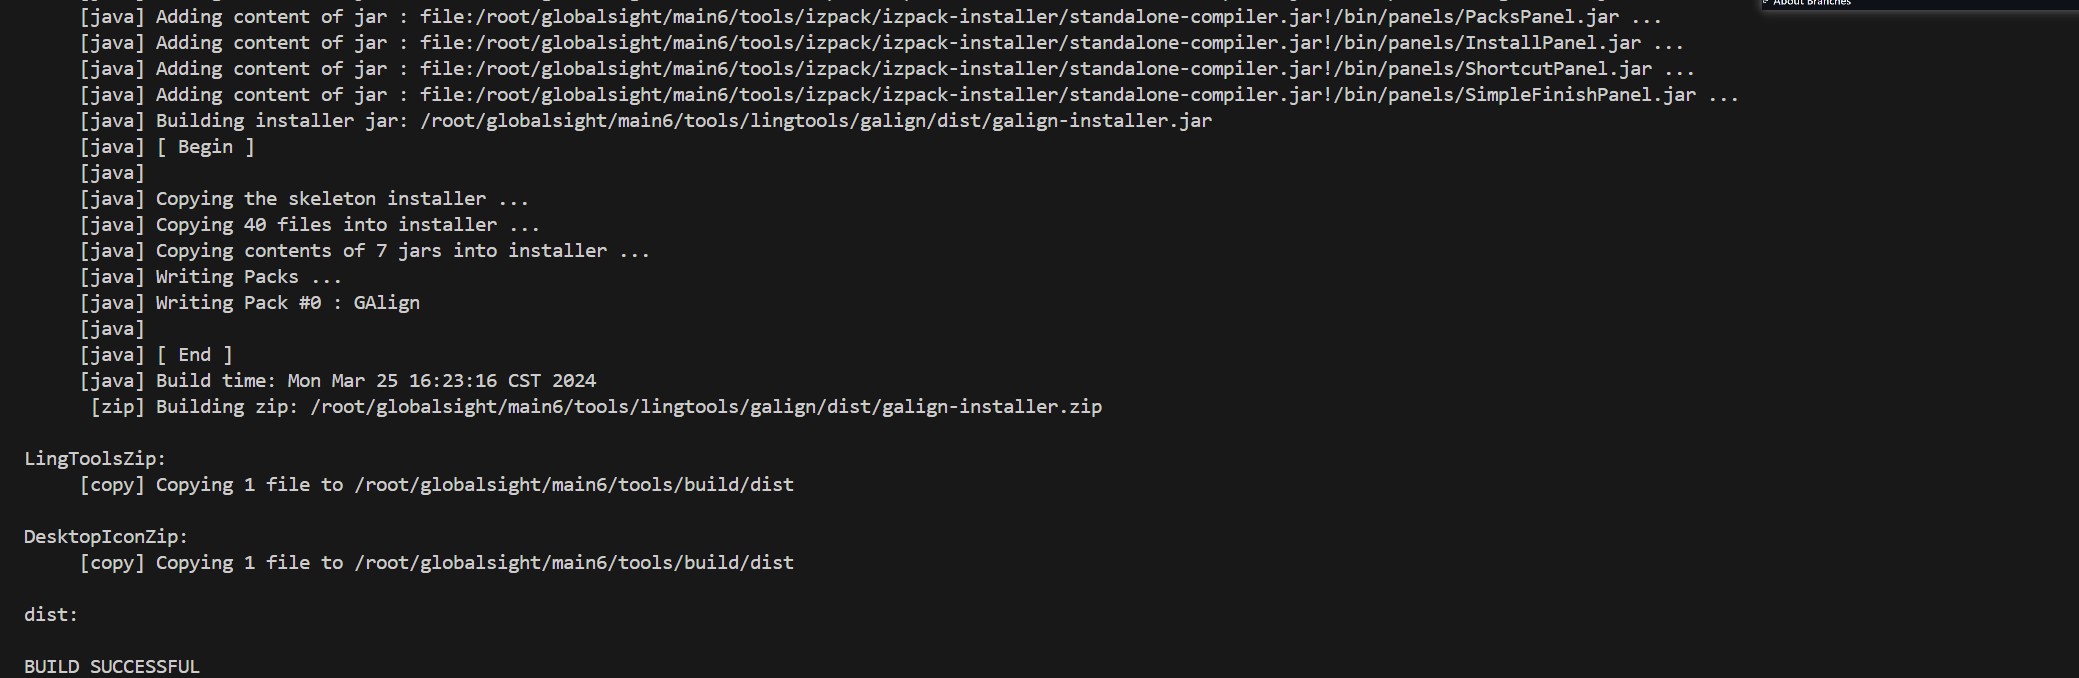 About Branches
[java] Adding content of jar : file:/root/globalsight/main6/tools/izpack/izpack-installer/standalone-compiler.jar!/bin/panels/PacksPanel.jar ...
[java] Adding content of jar : file:/root/globalsight/main6/tools/izpack/izpack-installer/standalone-compiler.jar!/bin/panels/InstallPanel.jar ...
[java] Adding content of jar : file:/root/globalsight/main6/tools/izpack/izpack-installer/standalone-compiler.jar!/bin/panels/ShortcutPanel.jar ...
[java] Adding content of jar : file:/root/globalsight/main6/tools/izpack/izpack-installer/standalone-compiler.jar!/bin/panels/SimpleFinishPanel.jar ...
[java] Building installer jar: /root/globalsight/main6/tools/lingtools/galign/dist/galign-installer.jar
[java] [ Begin ]
[java]
[java] Copying the skeleton installer ...
[java] Copying 40 files into installer ...
[java] Copying contents of 7 jars into installer ...
[java] Writing Packs ...
[java] Writing Pack #0 : GAlign
[java]
[java] [ End ]
[java] Build time: Mon Mar 25 16:23:16 CST 2024
[zip] Building zip: /root/globalsight/main6/tools/lingtools/galign/dist/galign-installer.zip
LingToolsZip:
[copy] Copying 1 file to /root/globalsight/main6/tools/build/dist
DesktopIconZip:
[copy] Copying 1 file to /root/globalsight/main6/tools/build/dist
dist:
BUILD SUCCESSFUL